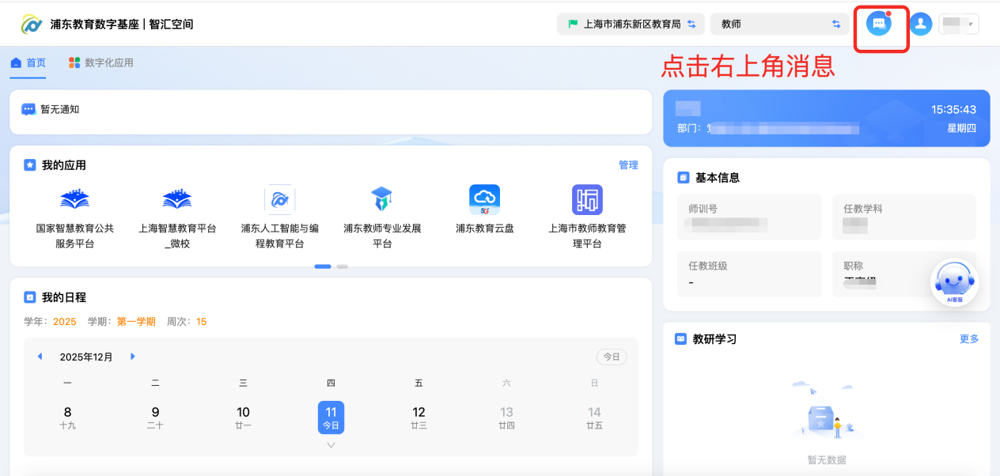 浦东教育数字基座 | 智汇空间
上海市浦东新区教育局
教师
首页
数字化应用
点击右上角消息
暂无通知
15:35:43
部门：
星期四
我的应用
管理
国家智慧教育公共
服务平台
上海智慧教育平台
_微校
浦东人工智能与编
程教育平台
浦东教师专业发展
平台
浦东教育云盘
5G
上海市教师教育管
理平台
基本信息
师训号
任教学科
任教班级
-
职称
AI客服
我的日程
学年： 2025 学期： 第一学期 周次： 15
2025年12月
今日
一 二 三 四 五 六 日
8 9 10 11 12 13 14
十九 二十 廿一 今日 廿三 廿四 廿五
教研学习
更多
暂无数据